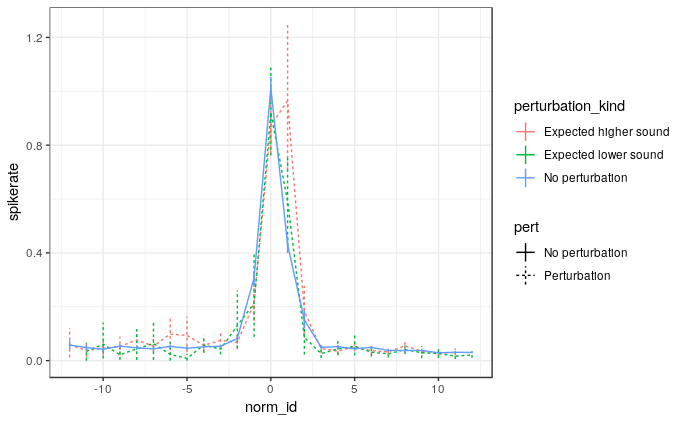 spikerate
1.2
0.8
0.4
0.0
-10
-5
0
5
10
norm_id
perturbation_kind
Expected higher sound
Expected lower sound
No perturbation
pert
No perturbation
Perturbation